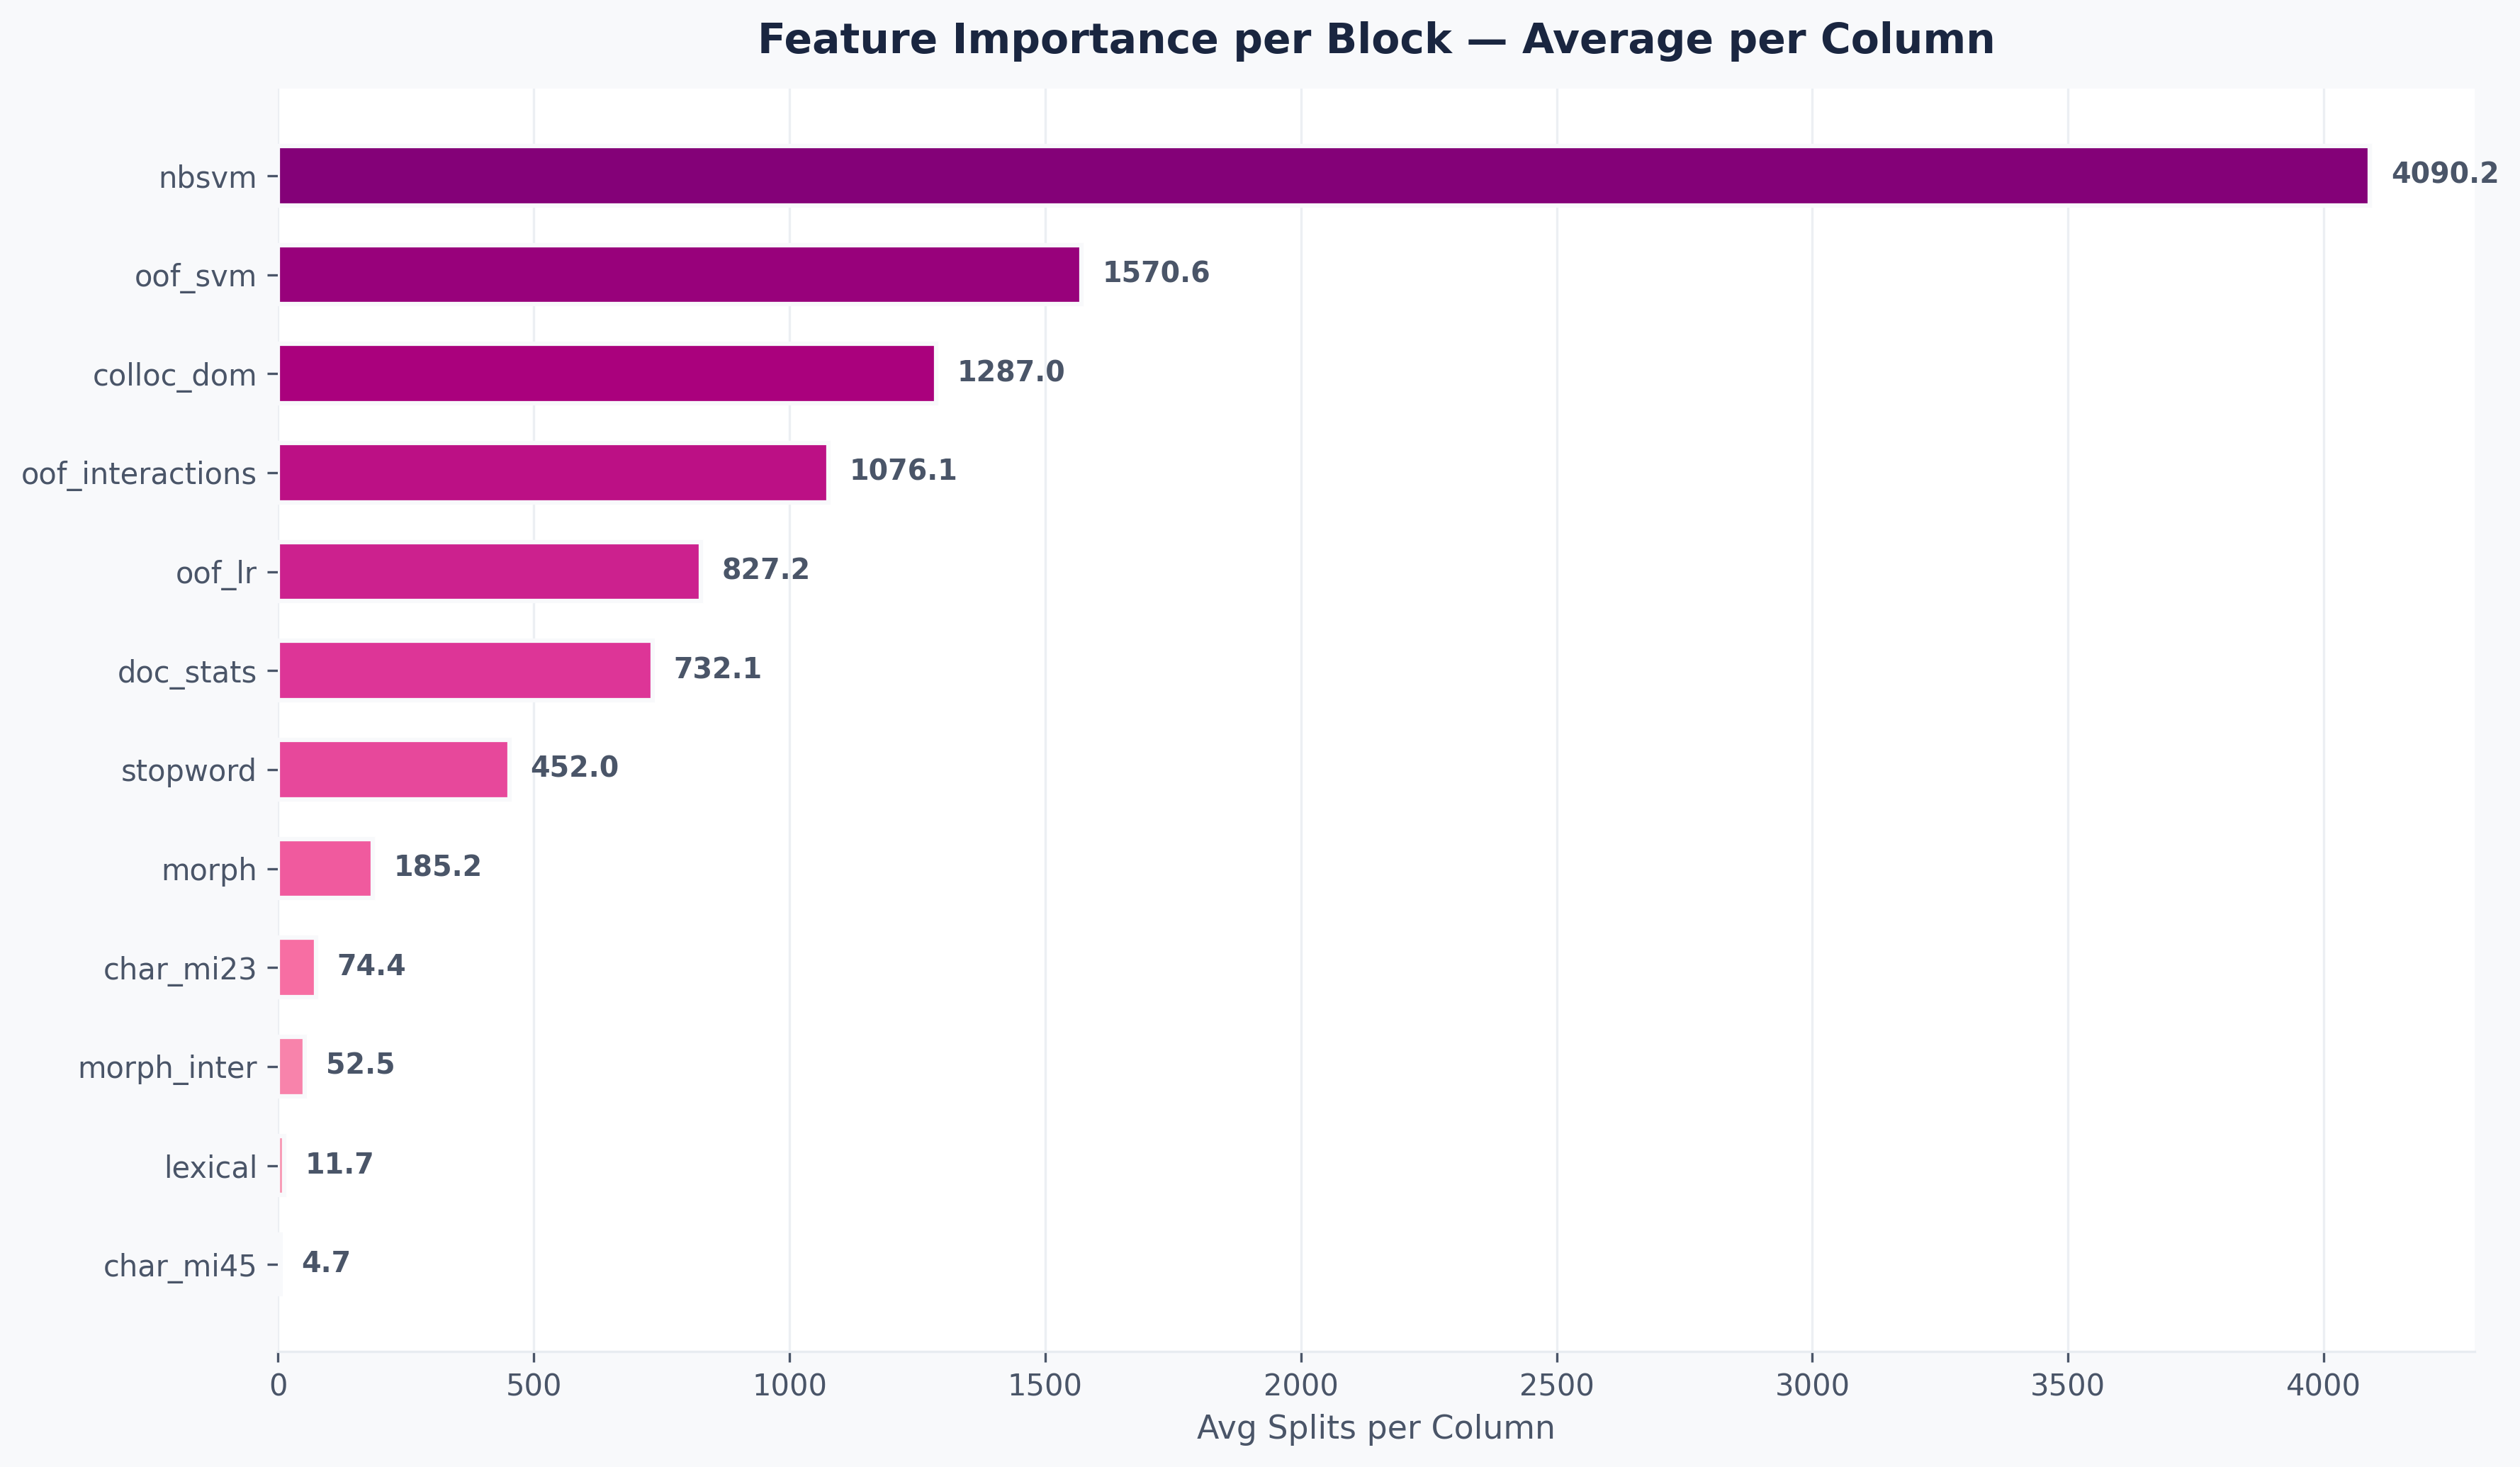 Feature Importance per Block — Average per Column
nbsvm 4090.2
oof_svm 1570.6
colloc_dom 1287.0
oof_interactions 1076.1
oof_lr 827.2
doc_stats 732.1
stopword 452.0
morph 185.2
char_mi23 74.4
morph_inter 52.5
lexical 11.7
char_mi45 4.7
0 500 1000 1500 2000 2500 3000 3500 4000
Avg Splits per Column